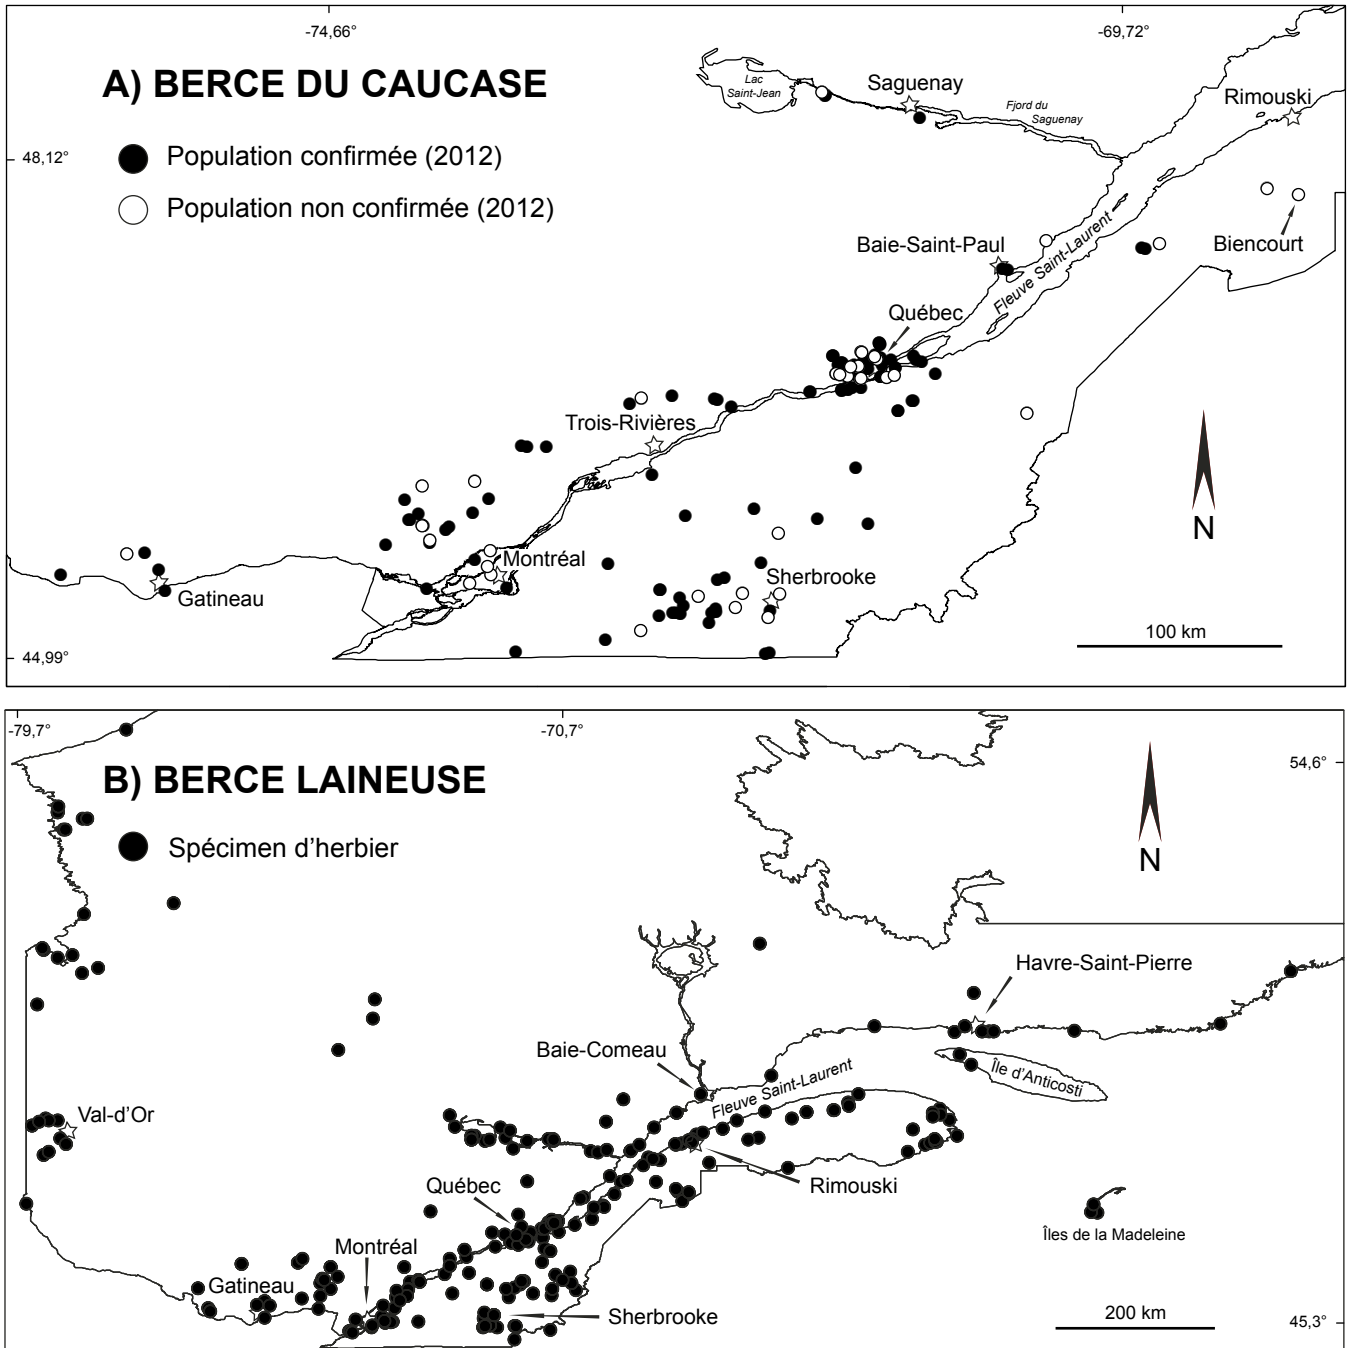 -74,66°
-69,72°
A) BERCE DU CAUCASE
Population confirmée (2012)
Population non confirmée (2012)
48,12°
44,99°
Lac
Saint-Jean
Saguenay
Fjord du
Saguenay
Rimouski
Baie-Saint-Paul
Biencourt
Fleuve Saint-Laurent
Québec
Trois-Rivières
Montréal
Gatineau
Sherbrooke
N
100 km
-79,7°
-70,7°
54,6°
B) BERCE LAINEUSE
Spécimen d'herbier
N
Havre-Saint-Pierre
Baie-Comeau
Fleuve Saint-Laurent
Île d'Anticosti
Val-d'Or
Québec
Rimouski
Îles de la Madeleine
Montréal
Gatineau
Sherbrooke
200 km
45,3°